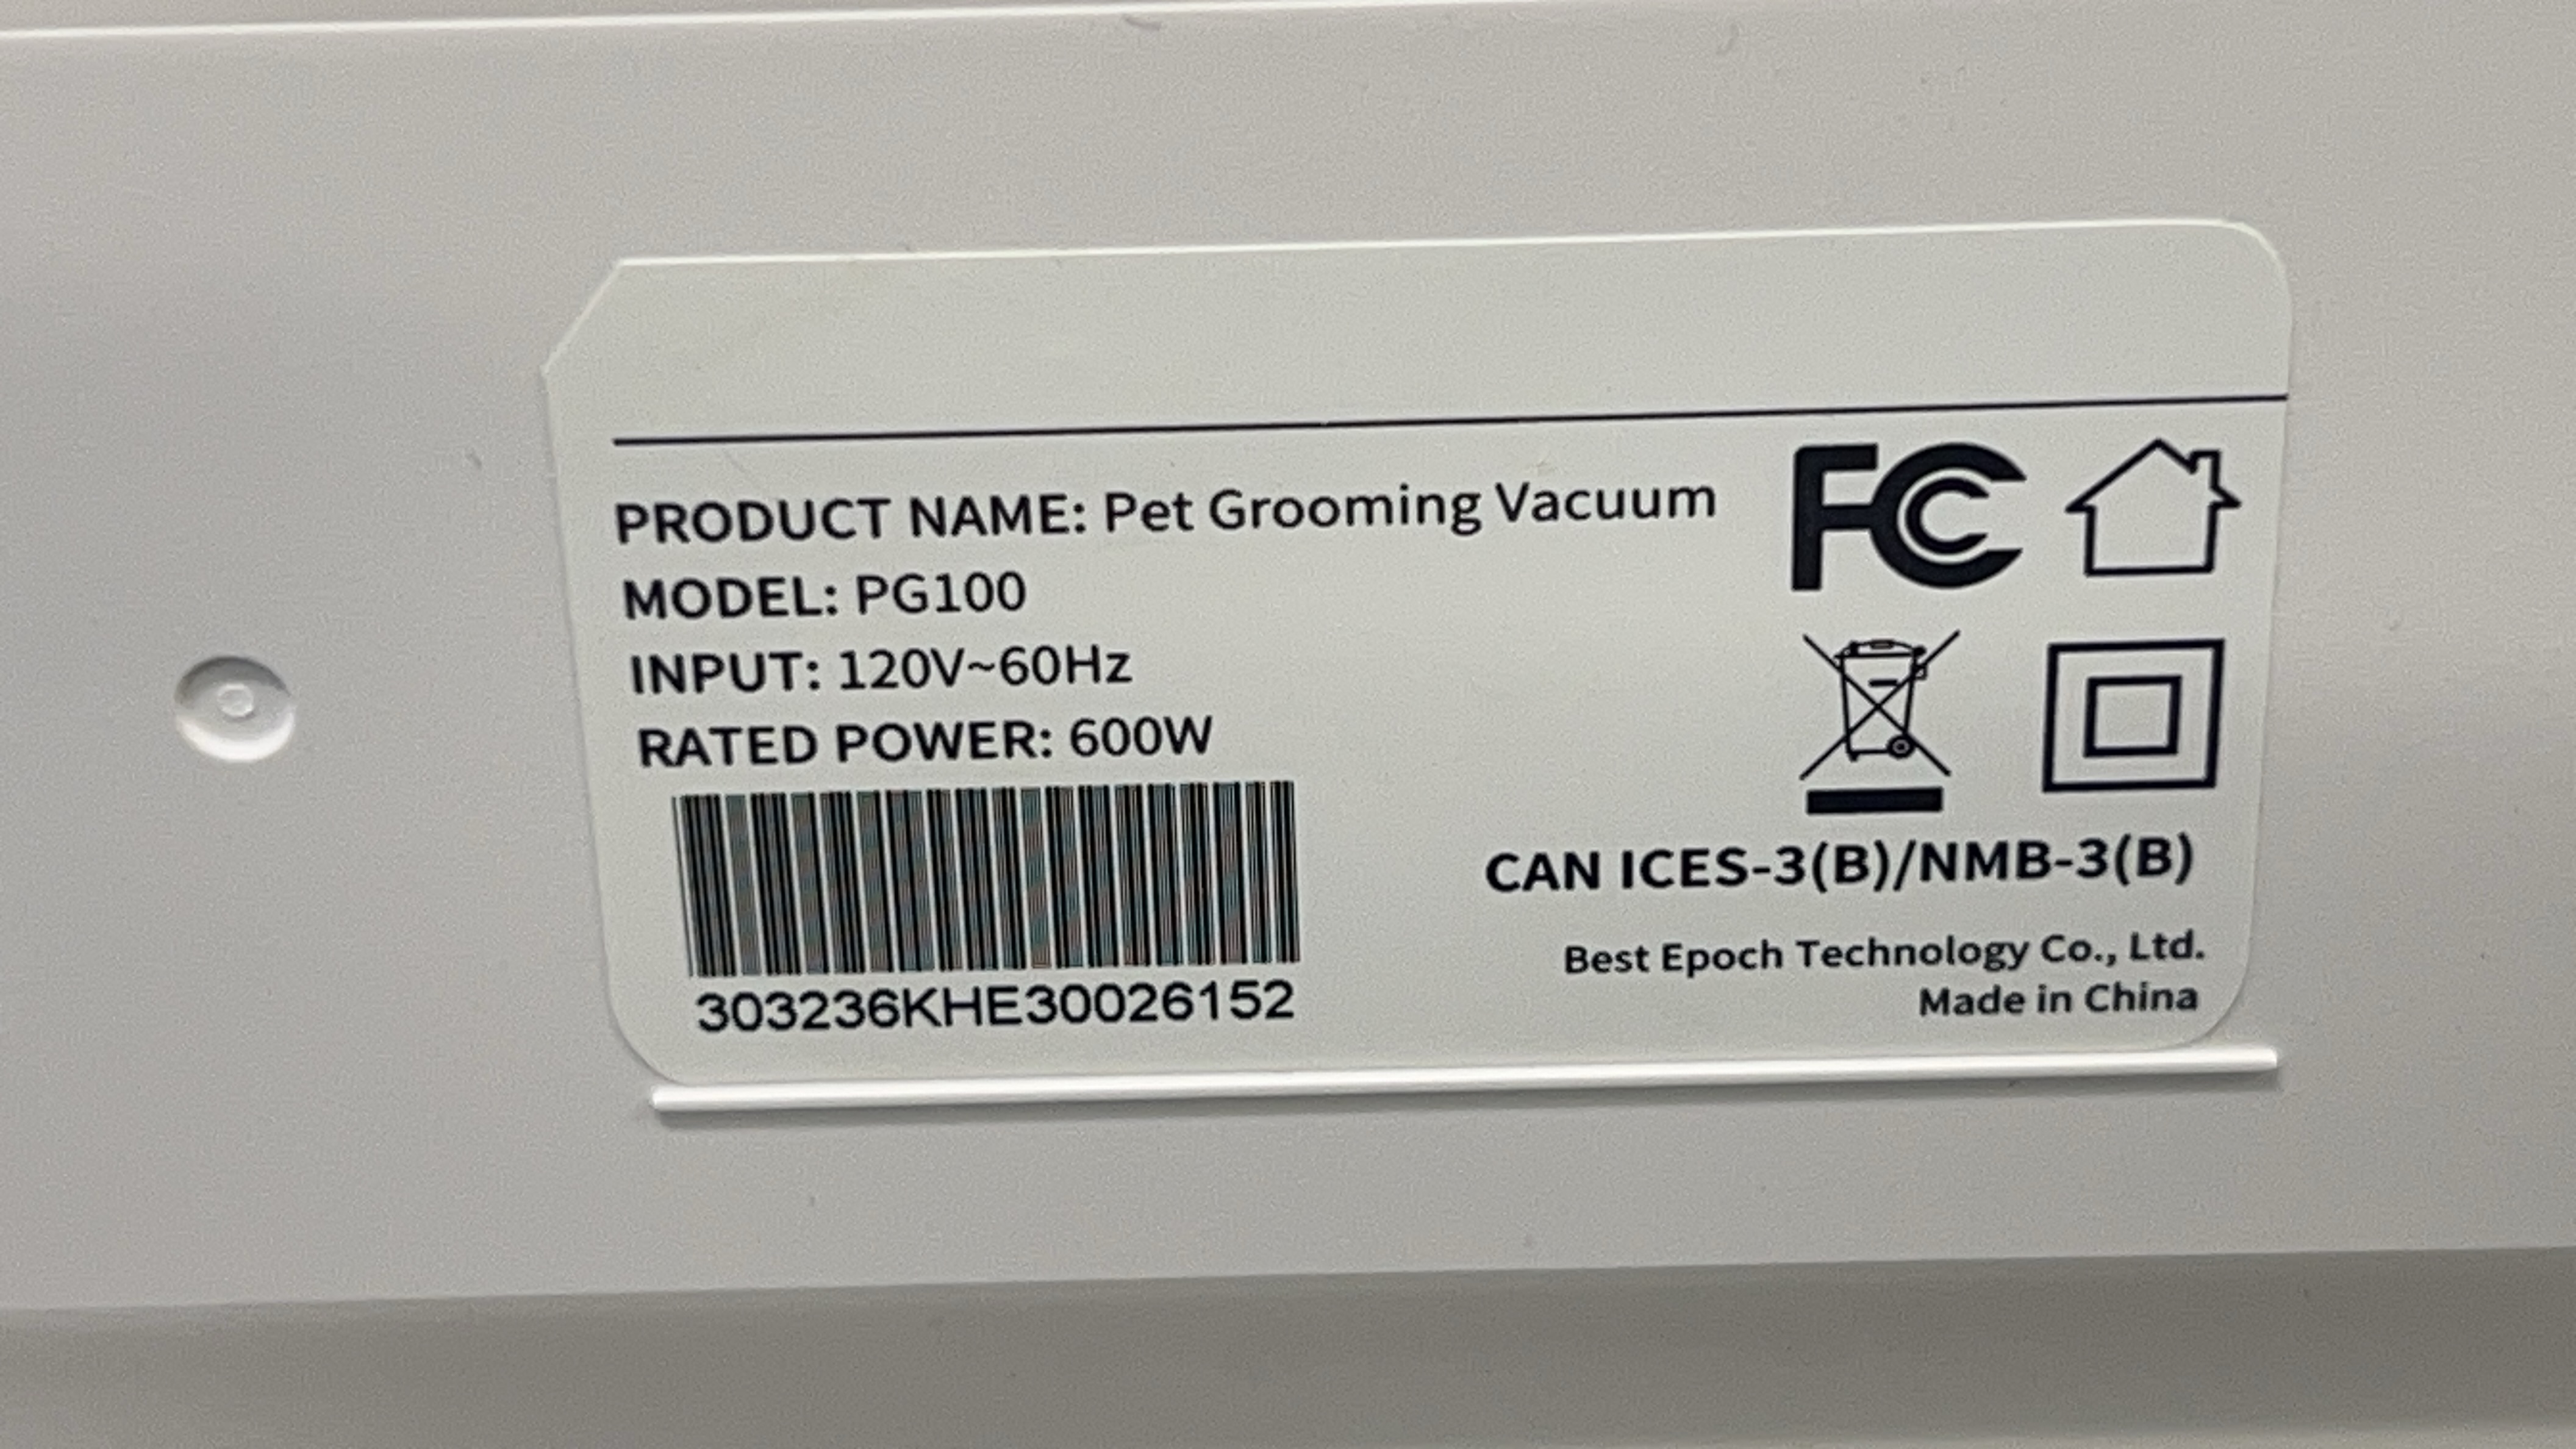 PRODUCT NAME: Pet Grooming Vacuum
MODEL: PG100
INPUT: 120V~60Hz
RATED POWER: 600W
303236KHE30026152
FC
CAN ICES-3(B)/NMB-3(B)
Best Epoch Technology Co., Ltd.
Made in China